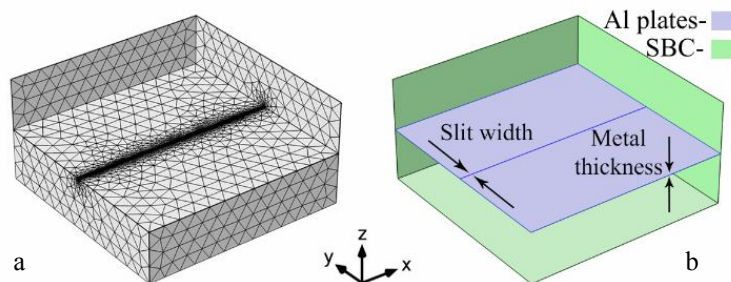 Al plates-
SBC-
Slit width
Metal
thickness
z
y
x
a
b